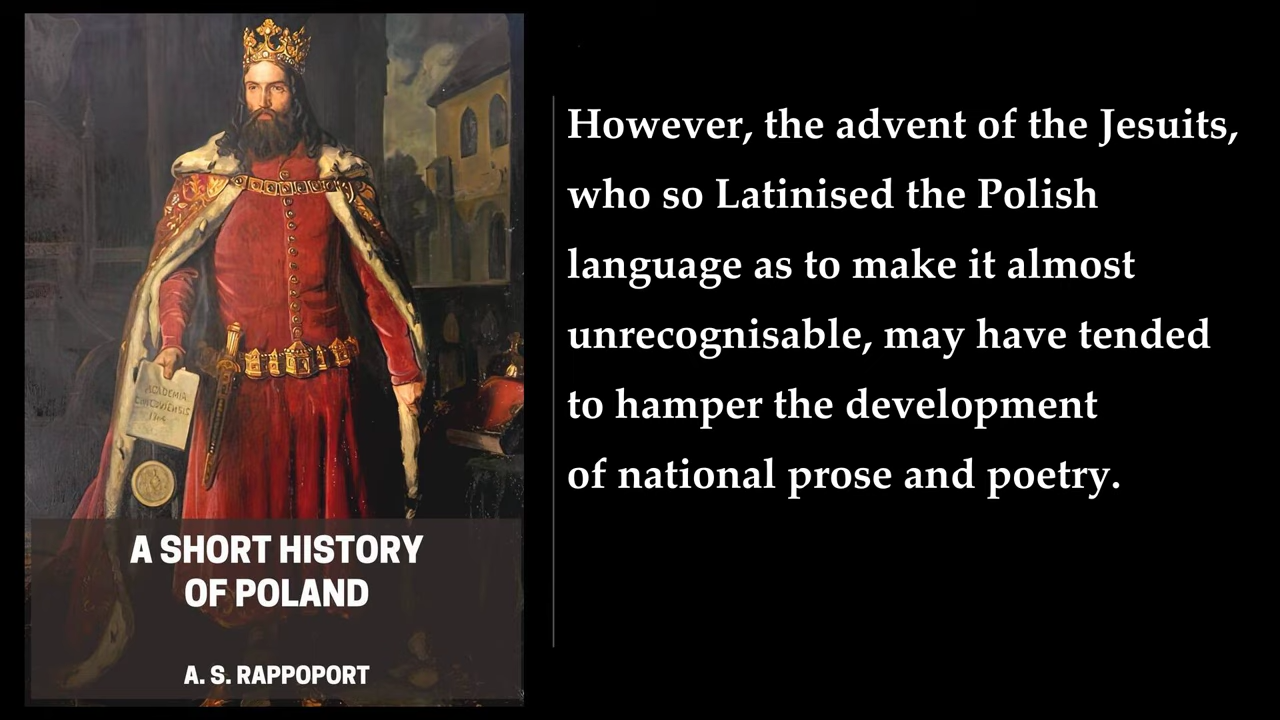 ACADEMIA
A SHORT HISTORY
OF POLAND
A. S. RAPPOPORT
However, the advent of the Jesuits,
who so Latinised the Polish
language as to make it almost
unrecognisable, may have tended
to hamper the development
of national prose and poetry.